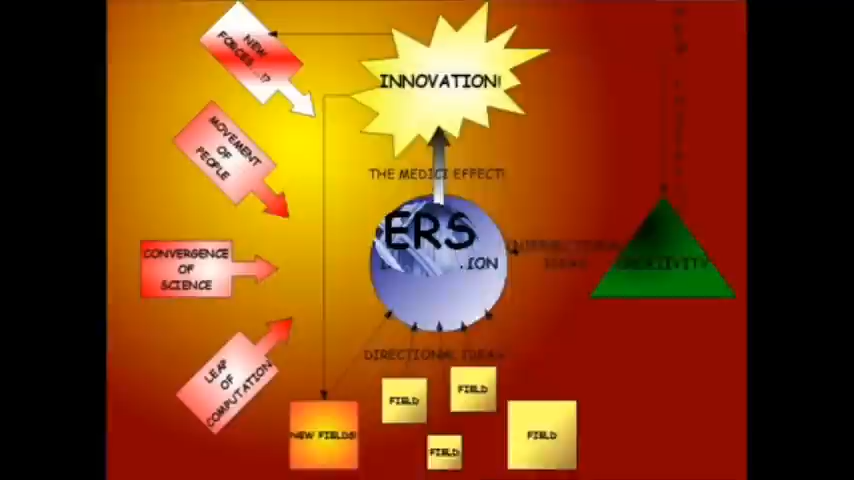 NEW
FORCES...!?
INNOVATION!
MOVEMENT
OF
PEOPLE
THE MEDICI EFFECT!
ERS
CONVERGENCE
OF
SCIENCE
.ION
DIRECTIONAL IDEAS
LEAP
OF
COMPUTATION
NEW FIELDS!
FIELD
FIELD
FIELD
FIELD